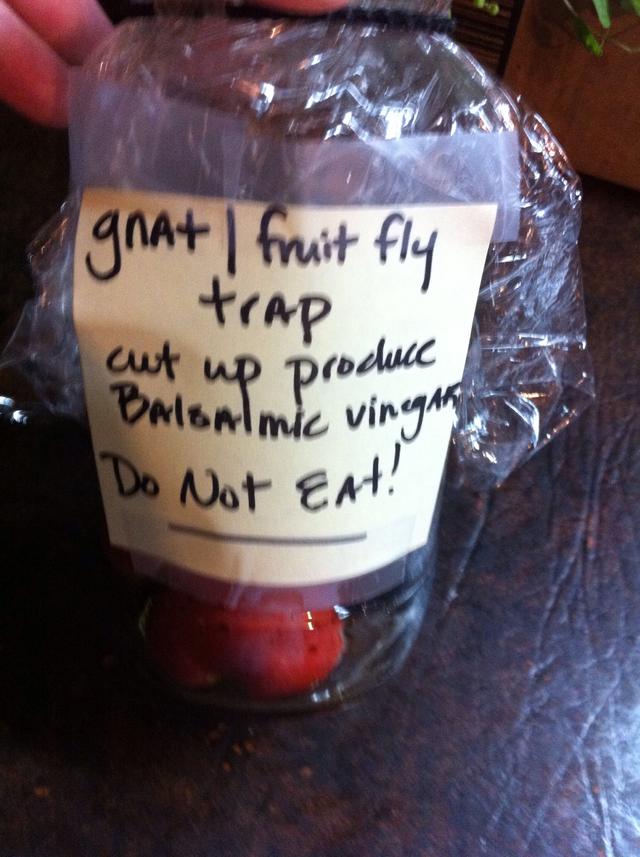 gnat | fruit fly
trap
cut up produce
Balsalmic vinegar
Do Not Eat!